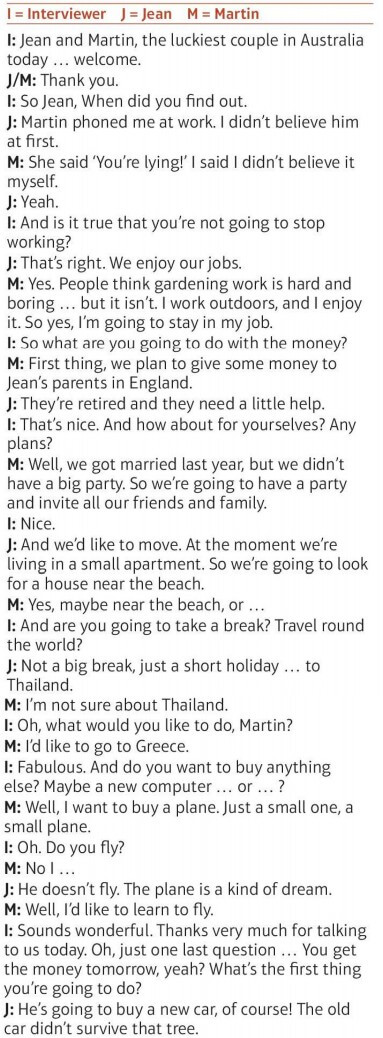 I = Interviewer J = Jean M = Martin
I: Jean and Martin, the luckiest couple in Australia
today … welcome.
J/M: Thank you.
I: So Jean, When did you find out.
J: Martin phoned me at work. I didn’t believe him
at first.
M: She said ‘You’re lying!’ I said I didn’t believe it
myself.
J: Yeah.
I: And is it true that you’re not going to stop
working?
J: That’s right. We enjoy our jobs.
M: Yes. People think gardening work is hard and
boring … but it isn’t. I work outdoors, and I enjoy
it. So yes, I’m going to stay in my job.
I: So what are you going to do with the money?
M: First thing, we plan to give some money to
Jean’s parents in England.
J: They’re retired and they need a little help.
I: That’s nice. And how about for yourselves? Any
plans?
M: Well, we got married last year, but we didn’t
have a big party. So we’re going to have a party
and invite all our friends and family.
I: Nice.
J: And we’d like to move. At the moment we’re
living in a small apartment. So we’re going to look
for a house near the beach.
M: Yes, maybe near the beach, or …
I: And are you going to take a break? Travel round
the world?
J: Not a big break, just a short holiday … to
Thailand.
M: I’m not sure about Thailand.
I: Oh, what would you like to do, Martin?
M: I’d like to go to Greece.
I: Fabulous. And do you want to buy anything
else? Maybe a new computer … or … ?
M: Well, I want to buy a plane. Just a small one, a
small plane.
I: Oh. Do you fly?
M: No I …
J: He doesn’t fly. The plane is a kind of dream.
M: Well, I’d like to learn to fly.
I: Sounds wonderful. Thanks very much for talking
to us today. Oh, just one last question … You get
the money tomorrow, yeah? What’s the first thing
you’re going to do?
J: He’s going to buy a new car, of course! The old
car didn’t survive that tree.